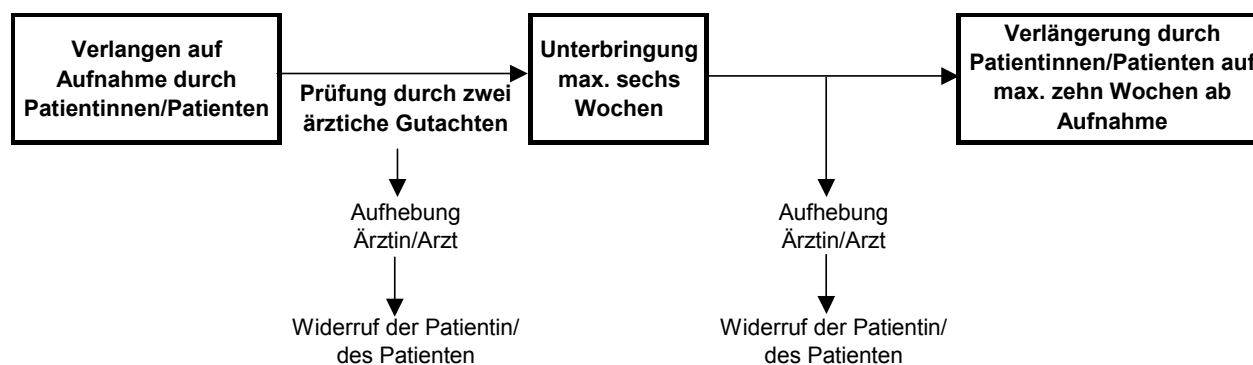 Verlangen auf
Aufnahme durch
Patientinnen/Patienten
Prüfung durch zwei
ärztiche Gutachten
Unterbringung
max. sechs
Wochen
Verlängerung durch
Patientinnen/Patienten auf
max. zehn Wochen ab
Aufnahme
Aufhebung
Ärztin/Arzt
Widerruf der Patientin/
des Patienten
Aufhebung
Ärztin/Arzt
Widerruf der Patientin/
des Patienten